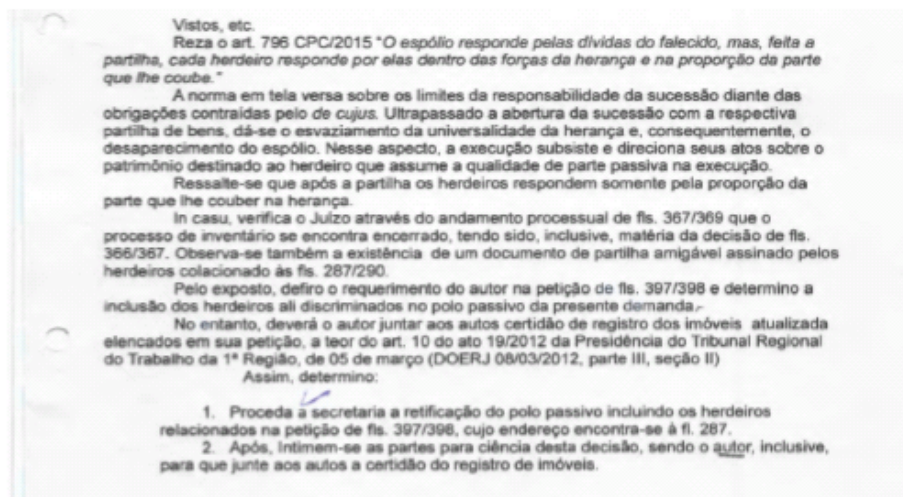 Vistos, etc.
Reza o art. 796 CPC/2015 "O espólio responde pelas dívidas do falecido, mas, feita a
partilha, cada herdeiro responde por elas dentro das forças da herança e na proporção da parte
que lhe coube."
A norma em tela versa sobre os limites da responsabilidade da sucessão diante das
obrigações contraídas pelo de cujus. Ultrapassado a abertura da sucessão com a respectiva
partilha de bens, dá-se o esvaziamento da universalidade da herança e, consequentemente, o
desaparecimento do espólio. Nesse aspecto, a execução subsiste e direciona seus atos sobre o
patrimônio destinado ao herdeiro que assume a qualidade de parte passiva na execução.
Ressalte-se que após a partilha os herdeiros respondem somente pela proporção da
parte que lhe couber na herança.
In casu, verifica o Juízo através do andamento processual de fls. 367/369 que o
processo de inventário se encontra encerrado, tendo sido, inclusive, matéria da decisão de fls.
366/367. Observa-se também a existência de um documento de partilha amigável assinado pelos
herdeiros colacionado às fls. 287/290.
Pelo exposto, defiro o requerimento do autor na petição de fls. 397/398 e determino a
inclusão dos herdeiros ali discriminados no polo passivo da presente demanda.-
No entanto, deverá o autor juntar aos autos certidão de registro dos imóveis atualizada
elencados em sua petição, a teor do art. 10 do ato 19/2012 da Presidência do Tribunal Regional
do Trabalho da 1ª Região, de 05 de março (DOERJ 08/03/2012, parte III, seção II)
Assim, determino:
1. Proceda a secretaria a retificação do polo passivo incluindo os herdeiros
relacionados na petição de fls. 397/398, cujo endereço encontra-se à fl. 287.
2. Após, Intimem-se as partes para ciência desta decisão, sendo o autor, inclusive,
para que junte aos autos a certidão do registro de imóveis.